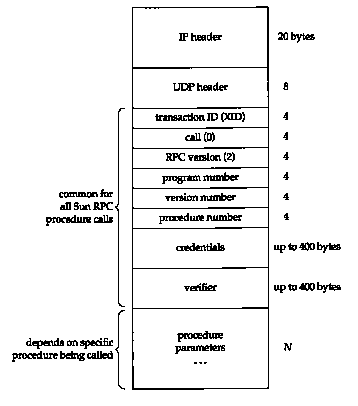 IP header 20 bytes
UDP header 8
transaction ID (XID) 4
call (0) 4
RPC version (2) 4
program number 4
version number 4
procedure number 4
common for
all Sun RPC
procedure calls
credentials up to 400 bytes
verifier up to 400 bytes
depends on specific
procedure being called
procedure
parameters
N
. . .